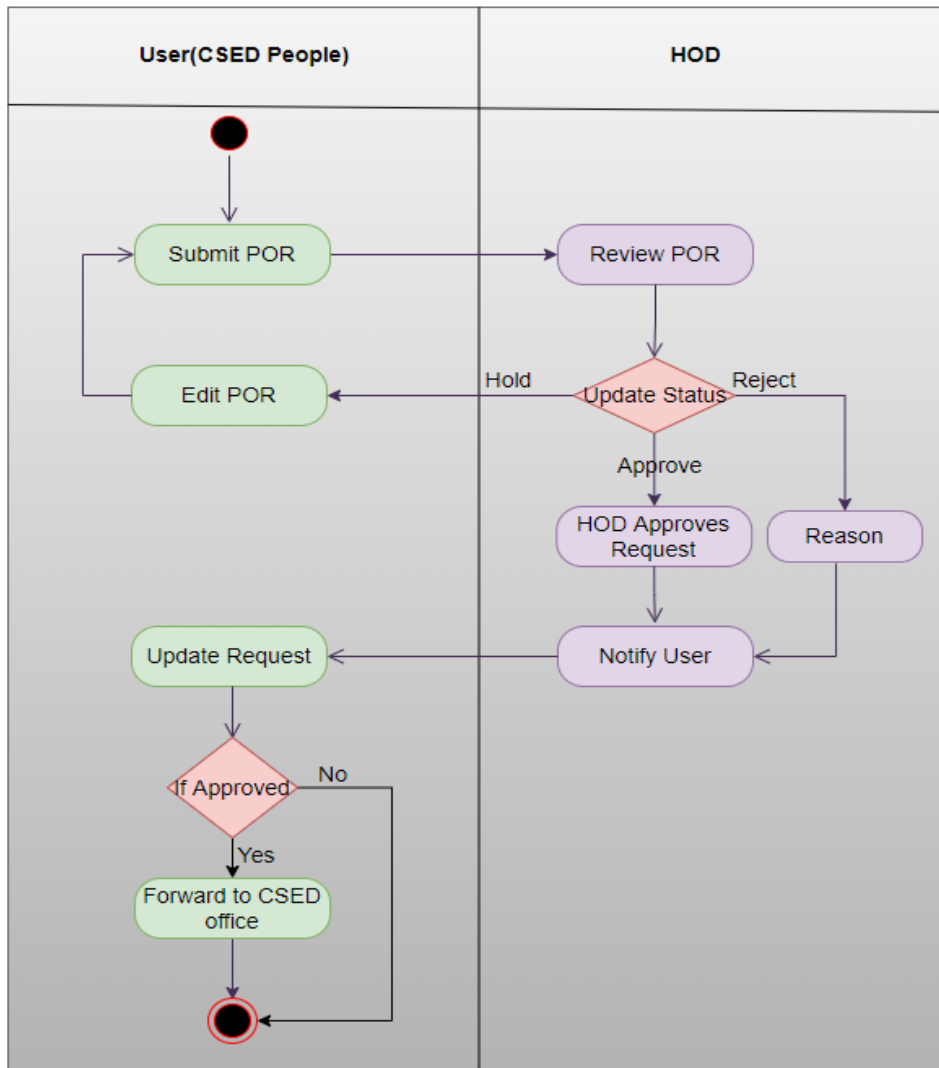 User(CSED People)
HOD
Submit POR
Review POR
Edit POR
Hold
Update Status
Reject
Approve
HOD Approves
Request
Reason
Update Request
Notify User
If Approved
No
Yes
Forward to CSED
office